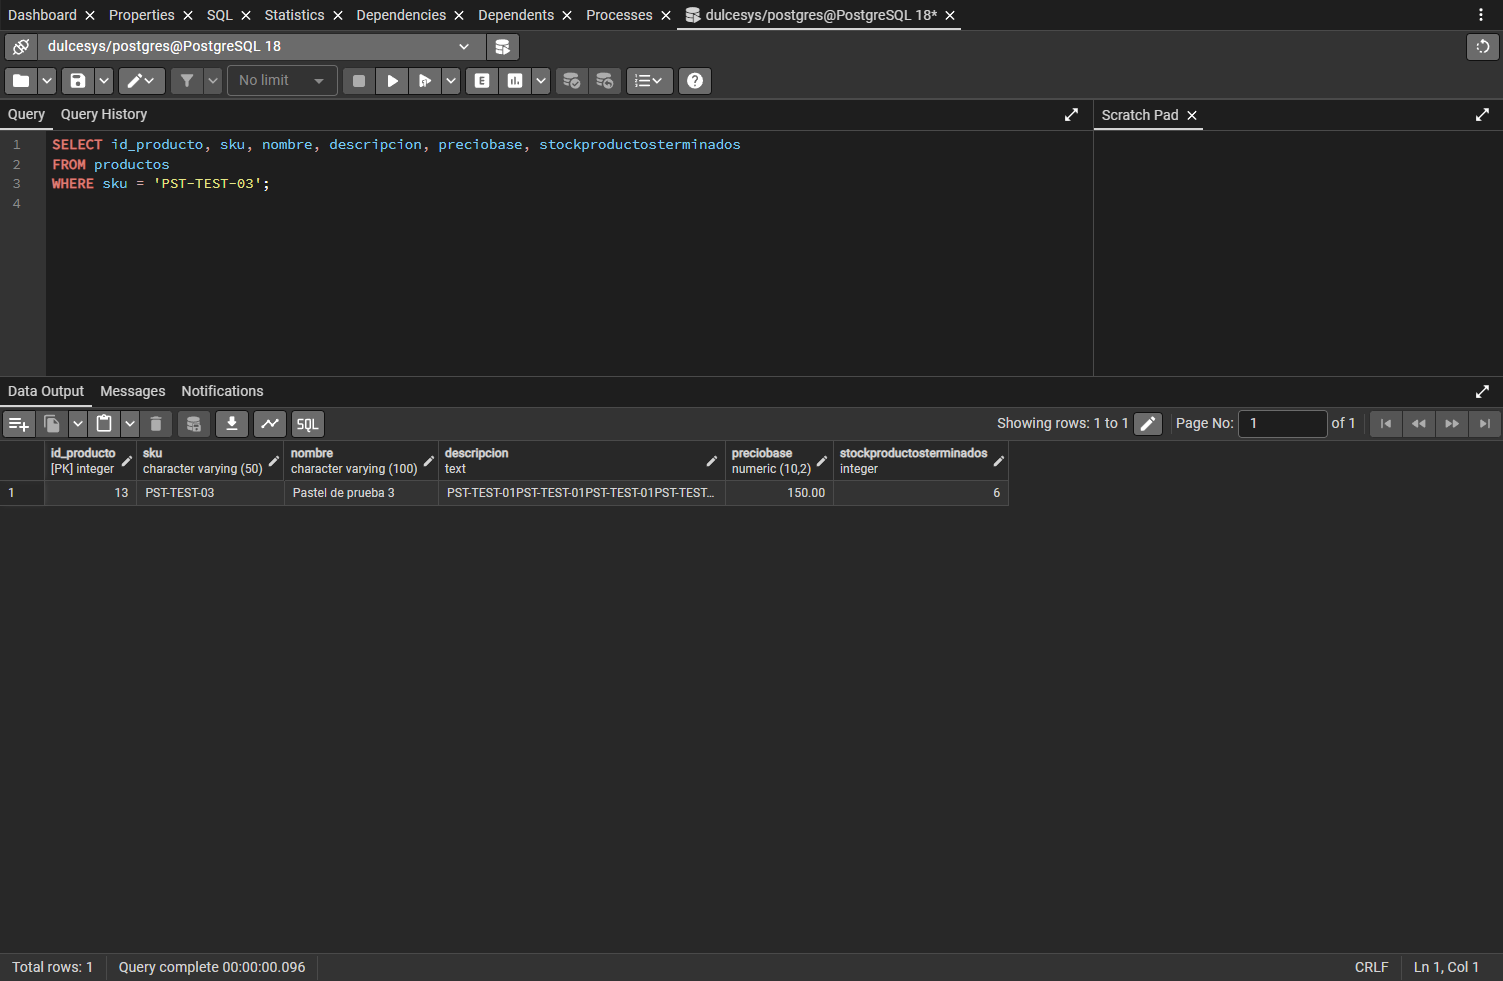 Dashboard Properties SQL Statistics Dependencies Dependents Processes dulcesys/postgres@PostgreSQL 18*
dulcesys/postgres@PostgreSQL 18
No limit E
Query Query History Scratch Pad
1 SELECT id_producto, sku, nombre, descripcion, preciobase, stockproductosterminados
2 FROM productos
3 WHERE sku = 'PST-TEST-03';
4
Data Output Messages Notifications
SQL Showing rows: 1 to 1 Page No: 1 of 1
id_producto sku nombre descripcion preciobase stockproductosterminados
[PK] integer character varying (50) character varying (100) text numeric (10,2) integer
1 13 PST-TEST-03 Pastel de prueba 3 PST-TEST-01PST-TEST-01PST-TEST-01PST-TEST... 150.00 6
Total rows: 1 Query complete 00:00:00.096 CRLF Ln 1, Col 1